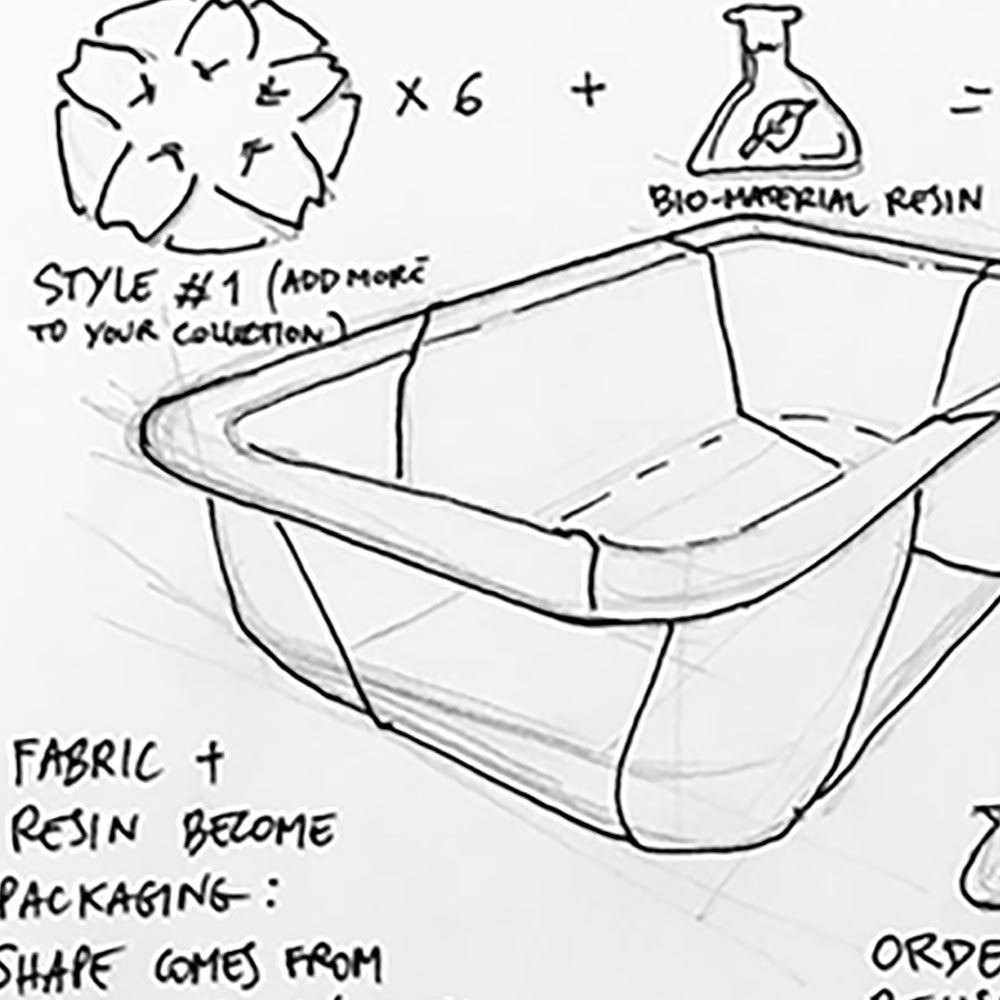 X 6 + =
BIO-MATERIAL RESIN
STYLE #1 (ADD MORE
TO YOUR COLLECTION)
FABRIC +
RESIN BECOME
PACKAGING:
SHAPE COMES FROM
ORDE